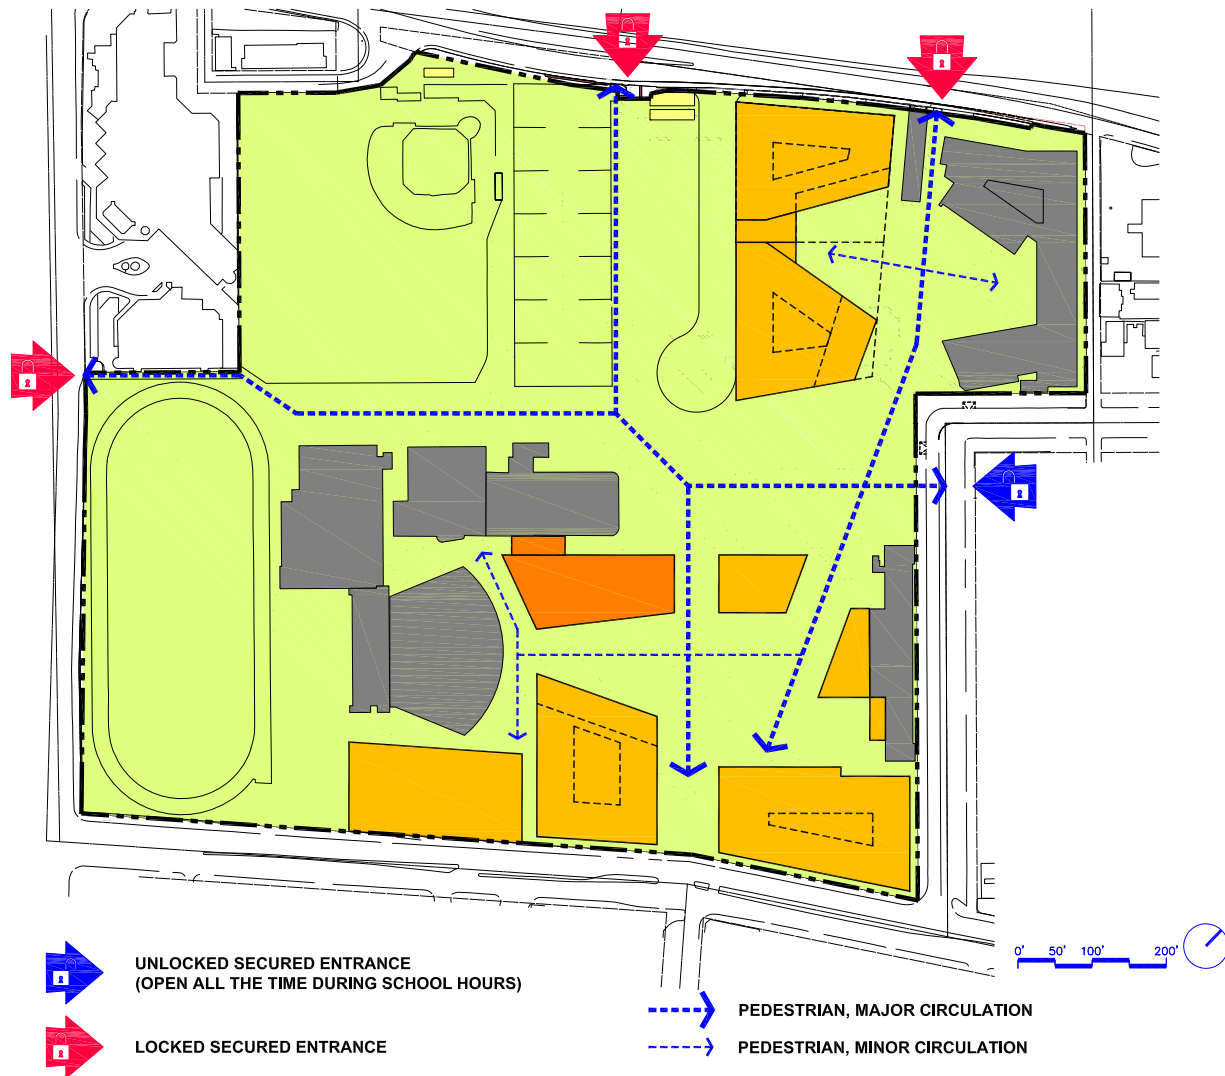 0' 50' 100' 200'
UNLOCKED SECURED ENTRANCE
(OPEN ALL THE TIME DURING SCHOOL HOURS)
PEDESTRIAN, MAJOR CIRCULATION
LOCKED SECURED ENTRANCE
PEDESTRIAN, MINOR CIRCULATION